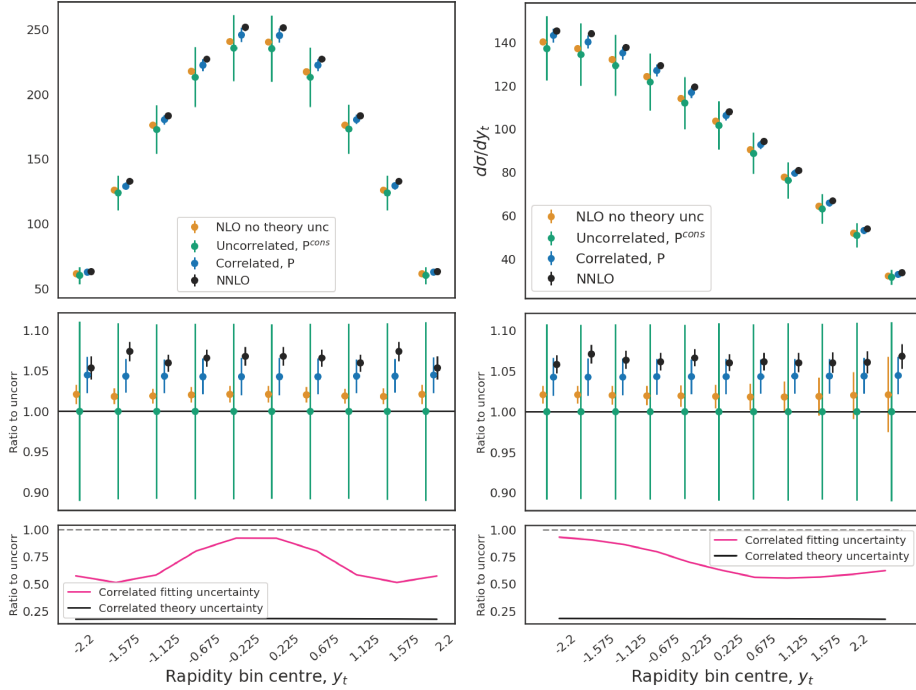 250
200
150
100
50
NLO no theory unc
Uncorrelated, P^cons
Correlated, P
NNLO
1.10
1.05
1.00
0.95
0.90
Ratio to uncorr
1.00
0.75
0.50
0.25
Ratio to uncorr
Correlated fitting uncertainty
Correlated theory uncertainty
-2.2
-1.575
-1.125
-0.675
-0.225
0.225
0.675
1.125
1.575
2.2
Rapidity bin centre, y_t
dσ/dy_t
140
120
100
80
60
40
NLO no theory unc
Uncorrelated, P^cons
Correlated, P
NNLO
1.10
1.05
1.00
0.95
0.90
Ratio to uncorr
1.00
0.75
0.50
0.25
Ratio to uncorr
Correlated fitting uncertainty
Correlated theory uncertainty
-2.2
-1.575
-1.125
-0.675
-0.225
0.225
0.675
1.125
1.575
2.2
Rapidity bin centre, y_t